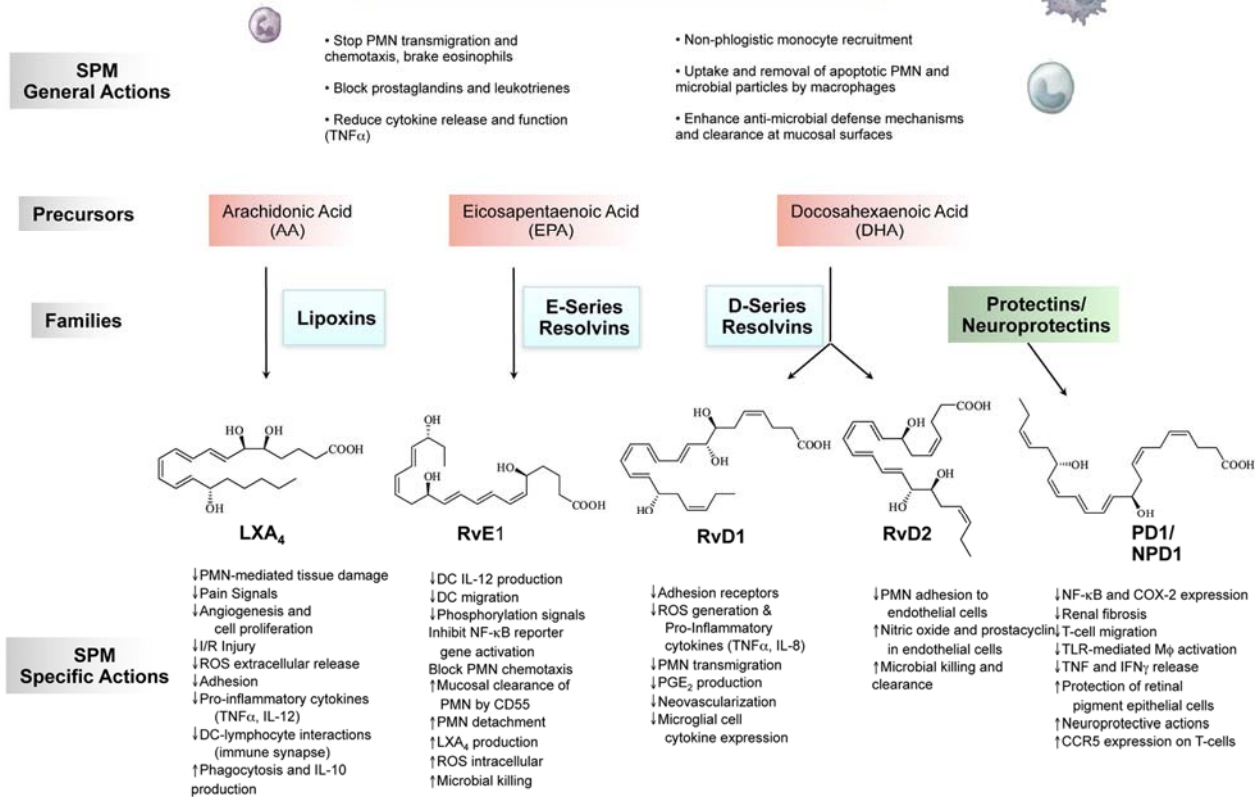 SPM
General Actions
• Stop PMN transmigration and
chemotaxis, brake eosinophils
• Block prostaglandins and leukotrienes
• Reduce cytokine release and function
(TNFα)
• Non-phlogistic monocyte recruitment
• Uptake and removal of apoptotic PMN and
microbial particles by macrophages
• Enhance anti-microbial defense mechanisms
and clearance at mucosal surfaces
Precursors
Arachidonic Acid
(AA)
Eicosapentaenoic Acid
(EPA)
Docosahexaenoic Acid
(DHA)
Families
Lipoxins
E-Series
Resolvins
D-Series
Resolvins
Protectins/
Neuroprotectins
HO OH
COOH
OH
LXA₄
OH
OH
HO
COOH
RvE1
HO
COOH
OH
HO
RvD1
COOH
OH
OH
HO
RvD2
OH
COOH
OH
PD1/
NPD1
SPM
Specific Actions
↓PMN-mediated tissue damage
↓Pain Signals
↓Angiogenesis and
cell proliferation
↓I/R Injury
↓ROS extracellular release
↓Adhesion
↓Pro-inflammatory cytokines
(TNFα, IL-12)
↓DC-lymphocyte interactions
(immune synapse)
↑Phagocytosis and IL-10
production
↓DC IL-12 production
↓DC migration
↓Phosphorylation signals
Inhibit NF-κB reporter
gene activation
Block PMN chemotaxis
↑Mucosal clearance of
PMN by CD55
↑PMN detachment
↑LXA₄ production
↑ROS intracellular
↑Microbial killing
↓Adhesion receptors
↓ROS generation &
Pro-Inflammatory
cytokines (TNFα, IL-8)
↓PMN transmigration
↓PGE₂ production
↓Neovascularization
↓Microglial cell
cytokine expression
↓PMN adhesion to
endothelial cells
↑Nitric oxide and prostacyclin
in endothelial cells
↑Microbial killing and
clearance
↓NF-κB and COX-2 expression
↓Renal fibrosis
↓T-cell migration
↓TLR-mediated Mϕ activation
↓TNF and IFNγ release
↑Protection of retinal
pigment epithelial cells
↑Neuroprotective actions
↑CCR5 expression on T-cells